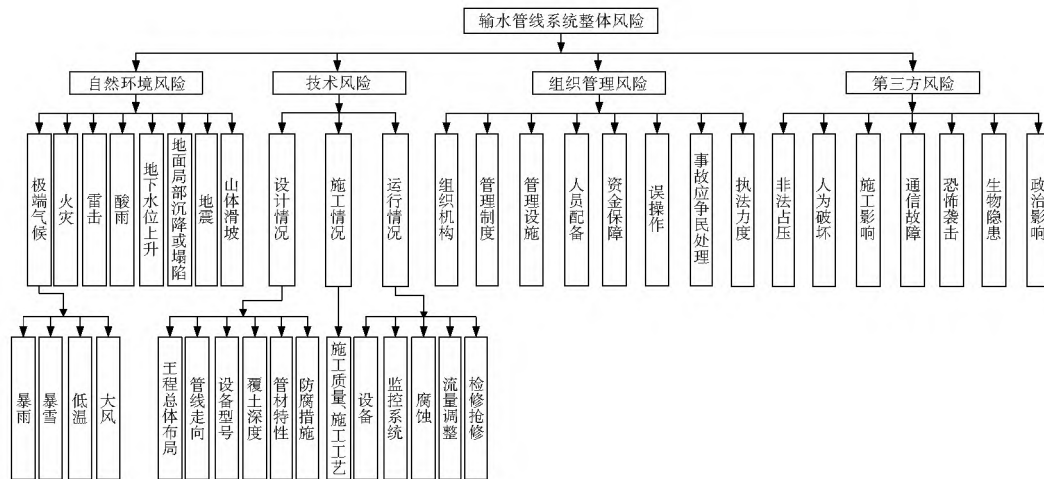 输水管线系统整体风险
自然环境风险
技术风险
组织管理风险
第三方风险
极端气候
火灾
雷击
酸雨
地下水位上升
地面局部沉降或塌陷
地震
山体滑坡
设计情况
施工情况
运行情况
组织机构
管理制度
管理设施
人员配备
资金保障
误操作
事故应争民处理
执法力度
非法占压
人为破坏
施工影响
通信故障
恐怖袭击
生物隐患
政治影响
暴雨
暴雪
低温
大风
王程总体布局
管线走向
设备型号
覆土深度
管材特性
防腐措施
施工质量、施工工艺
设备
监控系统
腐蚀
流量调整
检修抢修